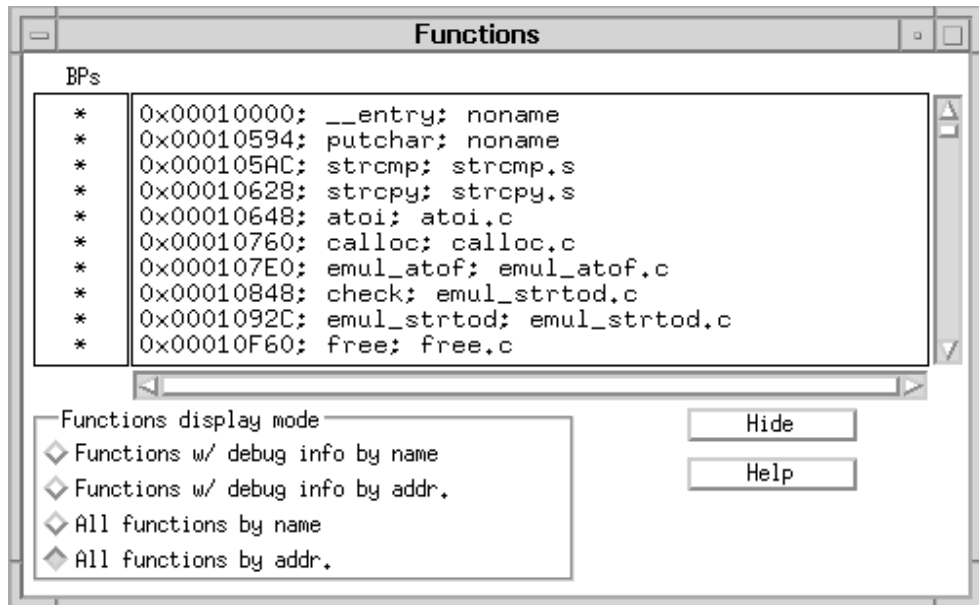 Functions
BPs
* 0x00010000; __entry; noname
* 0x00010594; putchar; noname
* 0x000105AC; strcmp; strcmp.s
* 0x00010628; strcpy; strcpy.s
* 0x00010648; atoi; atoi.c
* 0x00010760; calloc; calloc.c
* 0x000107E0; emul_atof; emul_atof.c
* 0x00010848; check; emul_strtod.c
* 0x0001092C; emul_strtod; emul_strtod.c
* 0x00010F60; free; free.c
Functions display mode
Functions w/ debug info by name
Functions w/ debug info by addr.
All functions by name
All functions by addr.
Hide
Help